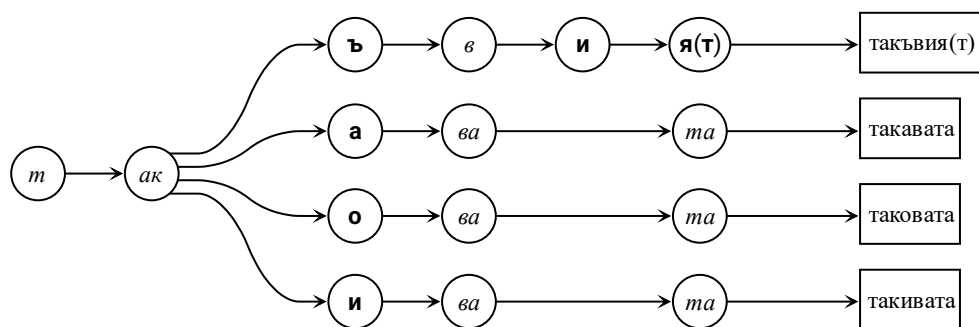 ъ в и я(т) такъвия(т)
а ва та такавата
т ак
о ва та таковата
и ва та такивата